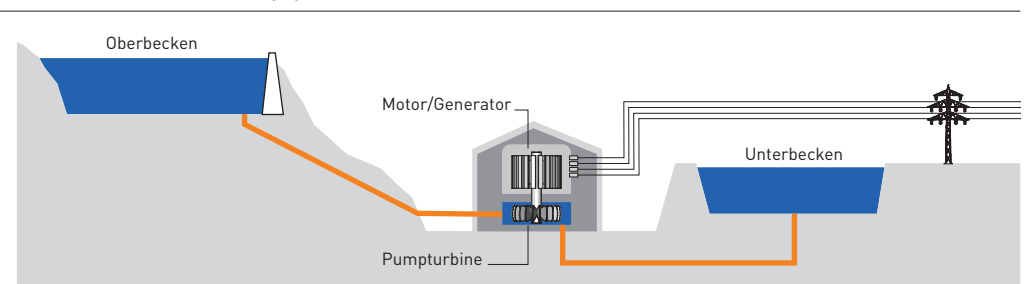 Oberbecken
Motor/Generator
Unterbecken
Pumpturbine